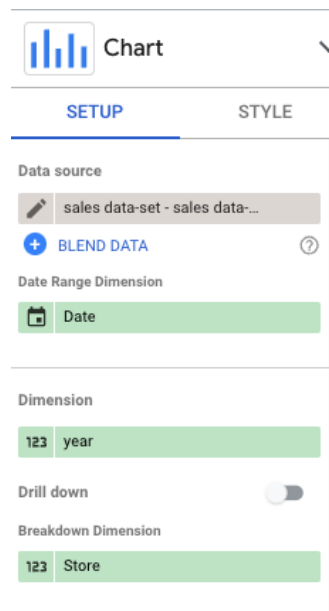 Chart
SETUP STYLE
Data source
sales data-set - sales data-...
BLEND DATA
Date Range Dimension
Date
Dimension
123 year
Drill down
Breakdown Dimension
123 Store